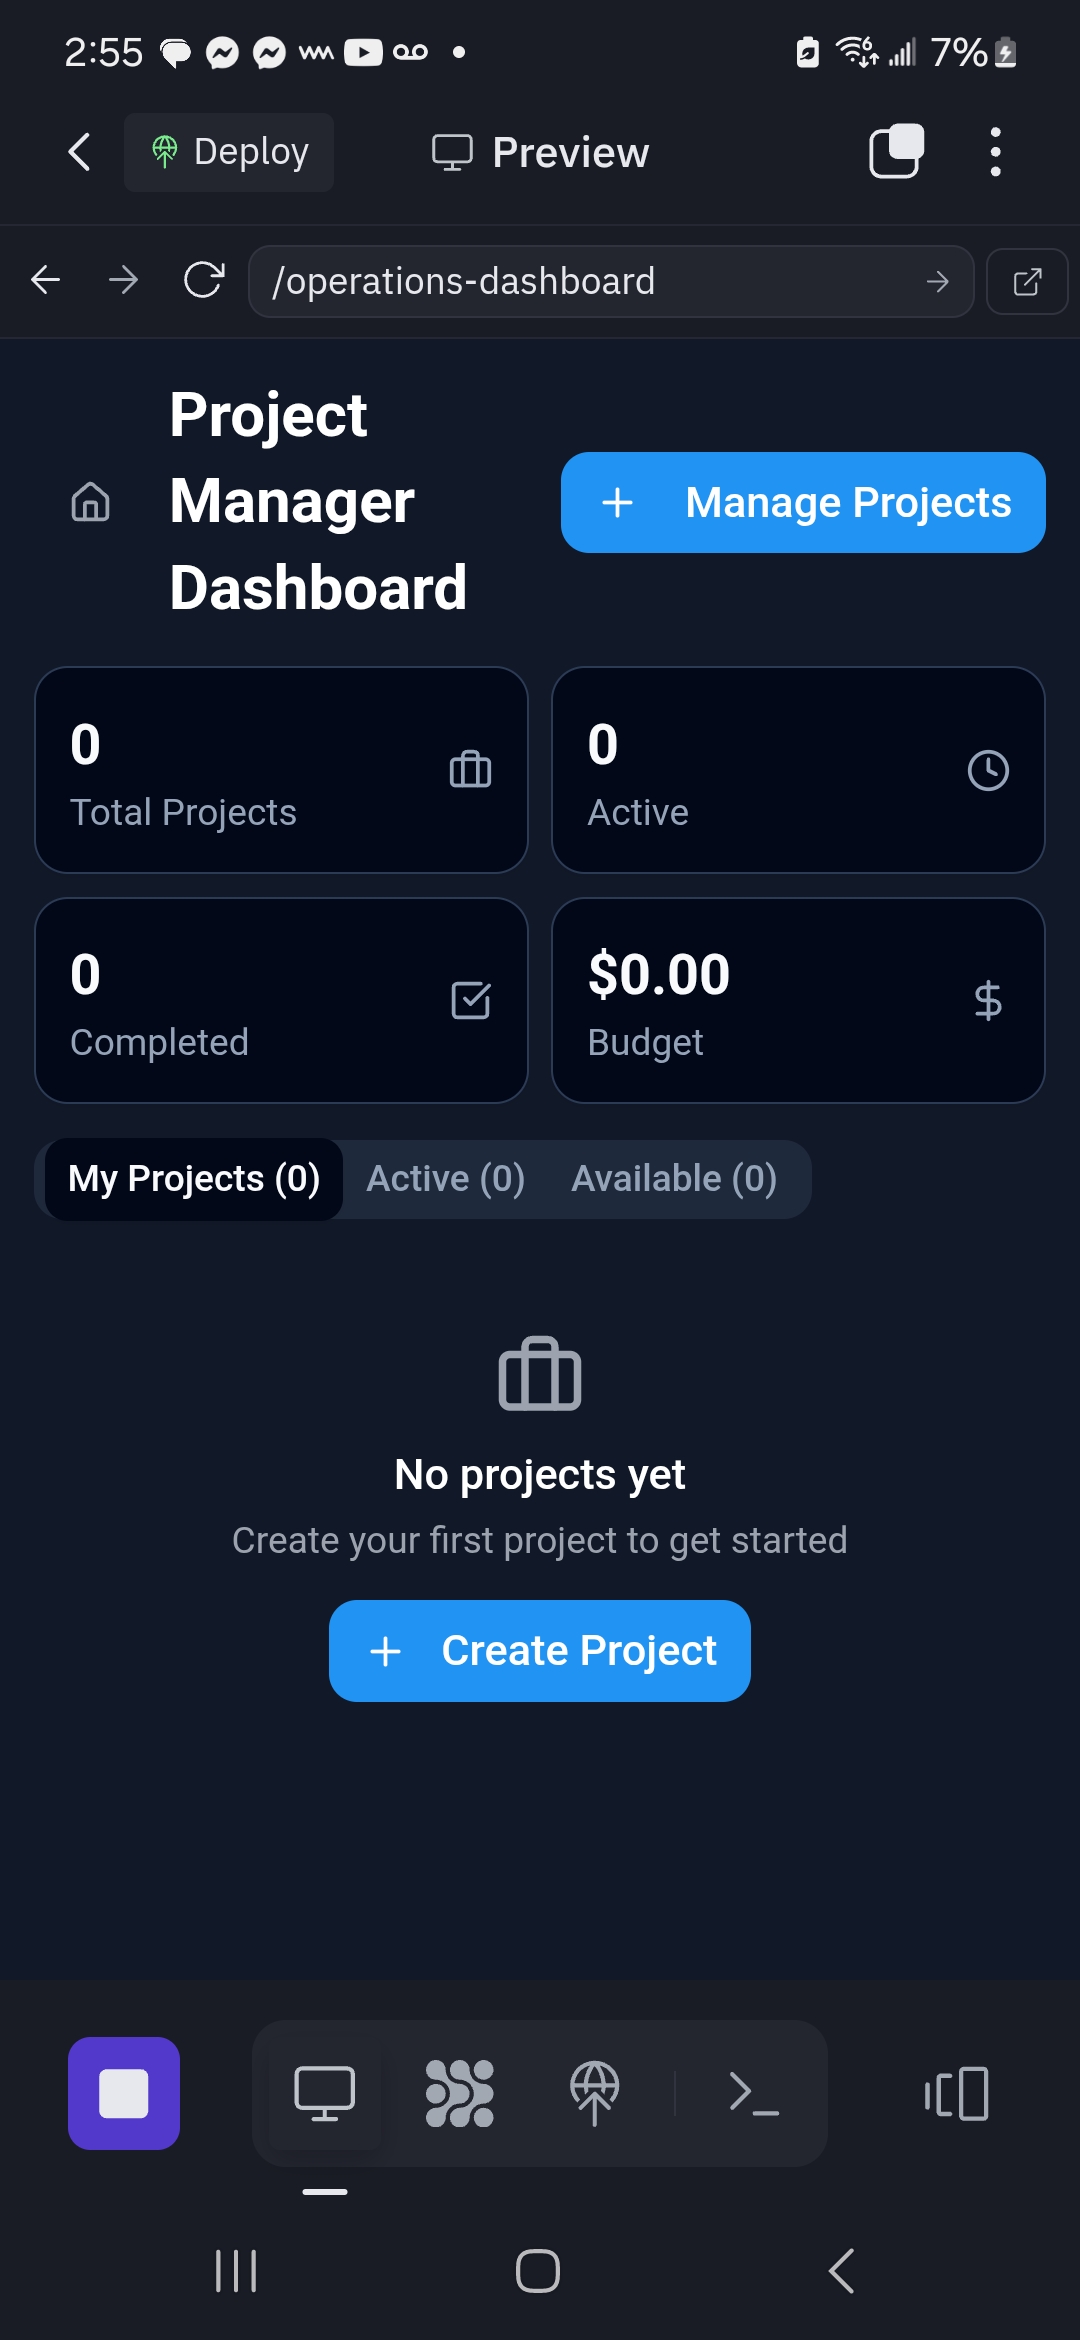 2:55
7%
Deploy
Preview
/operations-dashboard
Project
Manager
Dashboard
Manage Projects
0
Total Projects
0
Active
0
Completed
$0.00
Budget
My Projects (0)
Active (0)
Available (0)
No projects yet
Create your first project to get started
Create Project